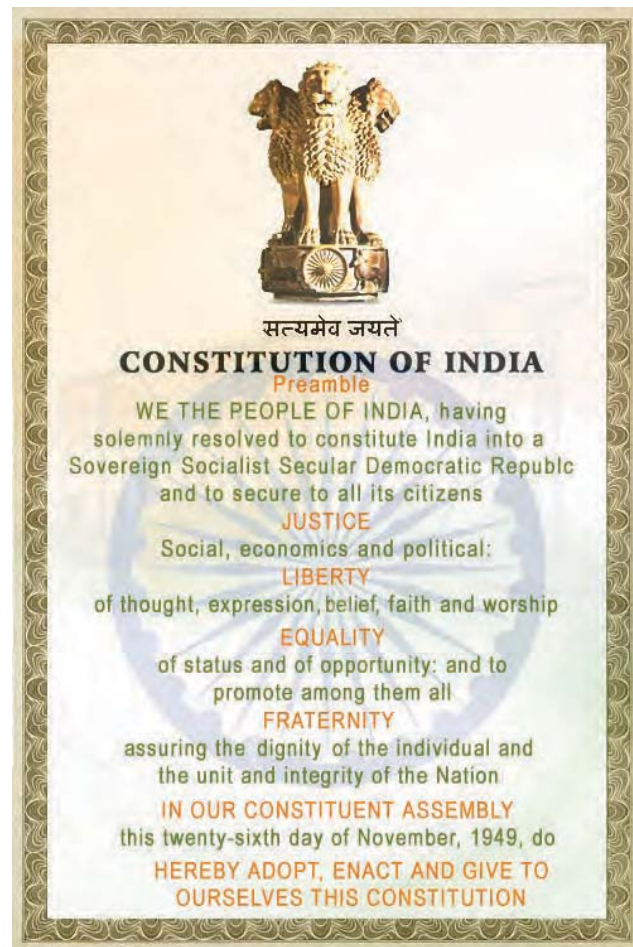 सत्यमेव जयते
CONSTITUTION OF INDIA
Preamble
WE THE PEOPLE OF INDIA, having
solemnly resolved to constitute India into a
Sovereign Socialist Secular Democratic Republc
and to secure to all its citizens
JUSTICE
Social, economics and political:
LIBERTY
of thought, expression, belief, faith and worship
EQUALITY
of status and of opportunity: and to
promote among them all
FRATERNITY
assuring the dignity of the individual and
the unit and integrity of the Nation
IN OUR CONSTITUENT ASSEMBLY
this twenty-sixth day of November, 1949, do
HEREBY ADOPT, ENACT AND GIVE TO
OURSELVES THIS CONSTITUTION